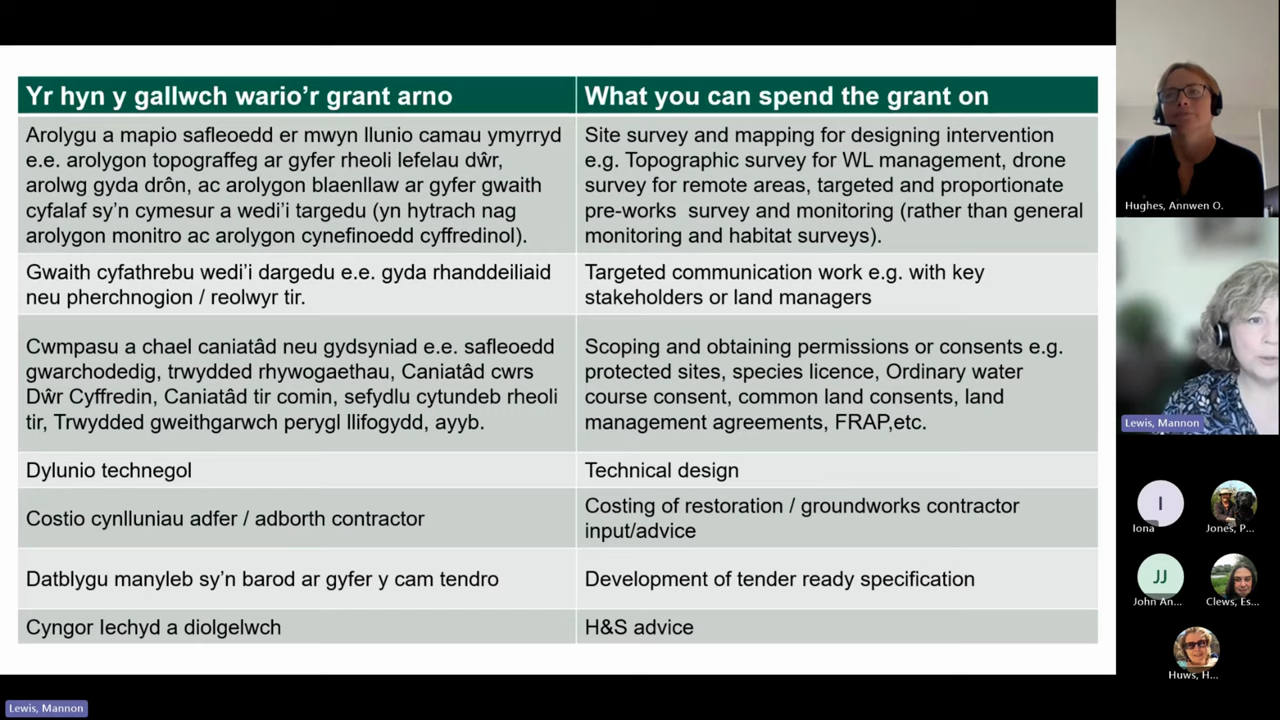 Yr hyn y gallwch wario'r grant arno
What you can spend the grant on
Arolygu a mapio safleoedd er mwyn llunio camau ymyrryd
e.e. arolygon topograffeg ar gyfer rheoli lefelau dŵr,
arolwg gyda drôn, ac arolygon blaenllaw ar gyfer gwaith
cyfalaf sy'n cymesur a wedi'i targedu (yn hytrach nag
arolygon monitro ac arolygon cynefinoedd cyffredinol).
Site survey and mapping for designing intervention
e.g. Topographic survey for WL management, drone
survey for remote areas, targeted and proportionate
pre-works survey and monitoring (rather than general
monitoring and habitat surveys).
Gwaith cyfathrebu wedi'i dargedu e.e. gyda rhanddeiliaid
neu pherchnogion / reolwyr tir.
Targeted communication work e.g. with key
stakeholders or land managers
Cwmpasu a chael caniatâd neu gydsyniad e.e. safleoedd
gwarchodedig, trwydded rhywogaethau, Caniatâd cwrs
Dŵr Cyffredin, Caniatâd tir comin, sefydlu cytundeb rheoli
tir, Trwydded gweithgarwch perygl llifogydd, ayyb.
Scoping and obtaining permissions or consents e.g.
protected sites, species licence, Ordinary water
course consent, common land consents, land
management agreements, FRAP,etc.
Dylunio technegol
Technical design
Costio cynlluniau adfer / adborth contractor
Costing of restoration / groundworks contractor
input/advice
Datblygu manyleb sy'n barod ar gyfer y cam tendro
Development of tender ready specification
Cyngor Iechyd a diolgelwch
H&S advice
Hughes, Annwen O.
Lewis, Mannon
I
Iona
Jones, P...
JJ
John An...
Clews, Es...
Huws, H...
Lewis, Mannon